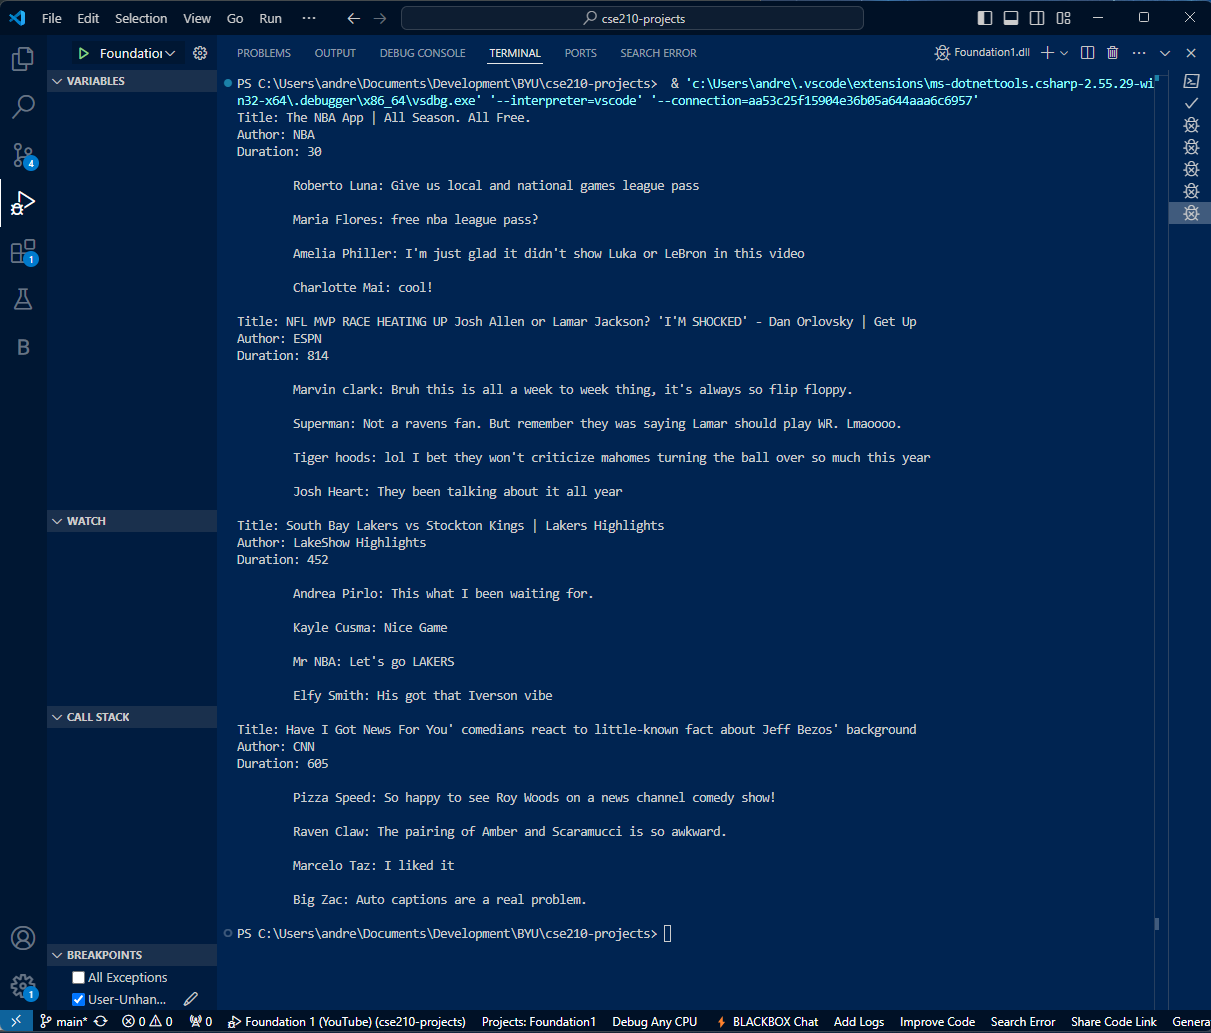 File Edit Selection View Go Run ··· cse210-projects
Foundation
PROBLEMS OUTPUT DEBUG CONSOLE TERMINAL PORTS SEARCH ERROR Foundation1.dll
VARIABLES
WATCH
CALL STACK
BREAKPOINTS
All Exceptions
User-Unhan...
4
1
B
1
PS C:\Users\andre\Documents\Development\BYU\cse210-projects> & 'c:\Users\andre\.vscode\extensions\ms-dotnettools.csharp-2.55.29-wi
n32-x64\.debugger\x86_64\vsdbg.exe' '--interpreter=vscode' '--connection=aa53c25f15904e36b05a644aaa6c6957'
Title: The NBA App | All Season. All Free.
Author: NBA
Duration: 30
Roberto Luna: Give us local and national games league pass
Maria Flores: free nba league pass?
Amelia Philler: I'm just glad it didn't show Luka or LeBron in this video
Charlotte Mai: cool!
Title: NFL MVP RACE HEATING UP Josh Allen or Lamar Jackson? 'I'M SHOCKED' - Dan Orlovsky | Get Up
Author: ESPN
Duration: 814
Marvin clark: Bruh this is all a week to week thing, it's always so flip floppy.
Superman: Not a ravens fan. But remember they was saying Lamar should play WR. Lmaoooo.
Tiger hoods: lol I bet they won't criticize mahomes turning the ball over so much this year
Josh Heart: They been talking about it all year
Title: South Bay Lakers vs Stockton Kings | Lakers Highlights
Author: LakeShow Highlights
Duration: 452
Andrea Pirlo: This what I been waiting for.
Kayle Cusma: Nice Game
Mr NBA: Let's go LAKERS
Elfy Smith: His got that Iverson vibe
Title: Have I Got News For You' comedians react to little-known fact about Jeff Bezos' background
Author: CNN
Duration: 605
Pizza Speed: So happy to see Roy Woods on a news channel comedy show!
Raven Claw: The pairing of Amber and Scaramucci is so awkward.
Marcelo Taz: I liked it
Big Zac: Auto captions are a real problem.
PS C:\Users\andre\Documents\Development\BYU\cse210-projects>
main* 0 0 0 Foundation 1 (YouTube) (cse210-projects) Projects: Foundation1 Debug Any CPU BLACKBOX Chat Add Logs Improve Code Search Error Share Code Link Genera